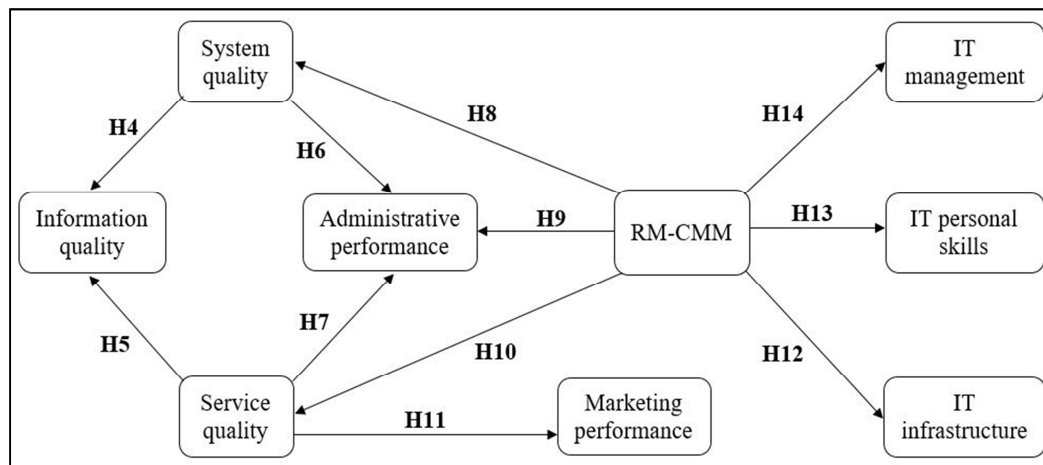 System
quality
IT
management
H8
H14
H4
H6
Information
quality
Administrative
performance
H9
RM-CMM
H13
IT personal
skills
H5
H7
H10
H12
Service
quality
H11
Marketing
performance
IT
infrastructure